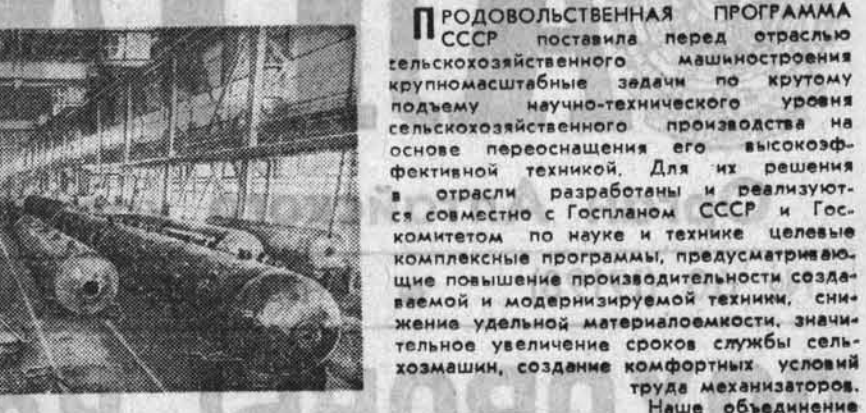 ПРОДОВОЛЬСТВЕННАЯ ПРОГРАММА
СССР поставила перед отраслью
сельскохозяйственного машиностроения
крупномасштабные задачи по крутому
подъему научно-технического уровня
сельскохозяйственного производства на
основе переоснащения его высокоэф-
фективной техникой. Для их решения
в отрасли разработаны и реализуют-
ся совместно с Госпланом СССР и Гос-
комитетом по науке и технике целевые
комплексные программы, предусматриваю-
щие повышение производительности созда-
ваемой и модернизируемой техники, сни-
жение удельной материалоемкости, значи-
тельное увеличение сроков службы сель-
хозмашин, создание комфортных условий
труда механизаторов.
Наше объединение